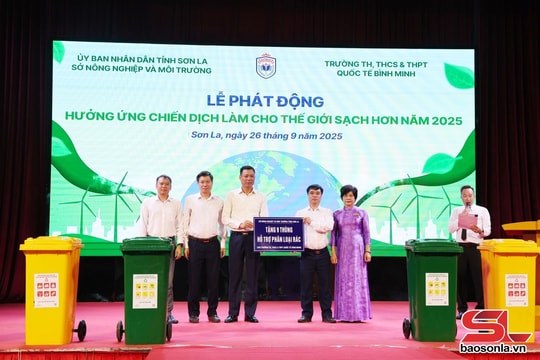 ỦY BAN NHÂN DÂN TỈNH SƠN LA
SỞ NÔNG NGHIỆP VÀ MÔI TRƯỜNG
TRƯỜNG TH, THCS & THPT
QUỐC TẾ BÌNH MINH
LỄ PHÁT ĐỘNG
HƯỞNG ỨNG CHIẾN DỊCH LÀM CHO THẾ GIỚI SẠCH HƠN NĂM 2025
Sơn La, ngày 26 tháng 9 năm 2025
TẶNG 6 THÙNG
HỖ TRỢ PHÂN LOẠI RÁC
SL
baosonla.vn